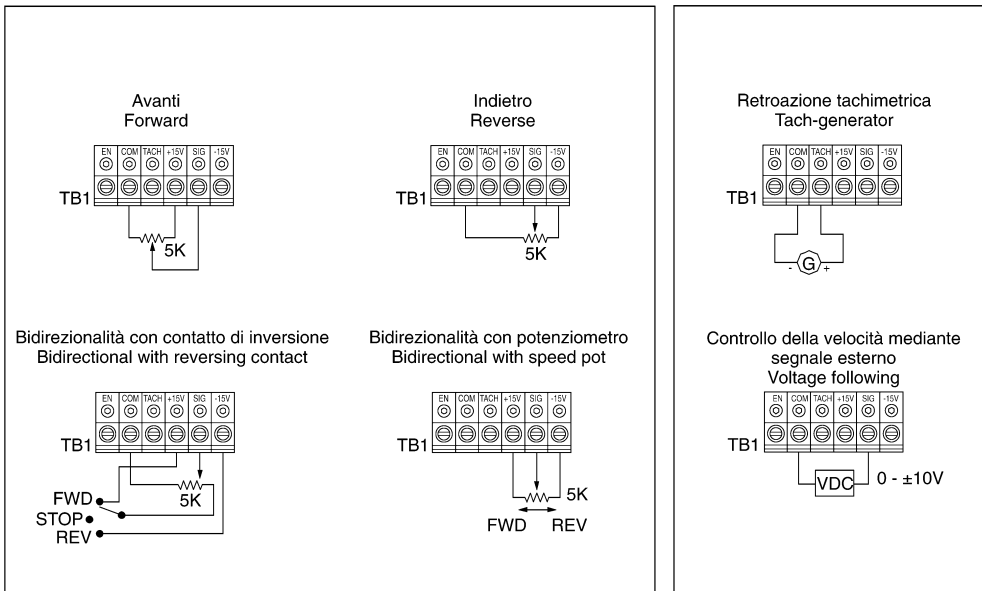 Avanti
Forward
EN COM TACH +15V SIG -15V
TB1
5K
Indietro
Reverse
EN COM TACH +15V SIG -15V
TB1
5K
Retroazione tachimetrica
Tach-generator
EN COM TACH +15V SIG -15V
TB1
- G +
Bidirezionalità con contatto di inversione
Bidirectional with reversing contact
EN COM TACH +15V SIG -15V
TB1
5K
FWD
STOP
REV
Bidirezionalità con potenziometro
Bidirectional with speed pot
EN COM TACH +15V SIG -15V
TB1
5K
FWD REV
Controllo della velocità mediante
segnale esterno
Voltage following
EN COM TACH +15V SIG -15V
TB1
VDC 0 - ±10V